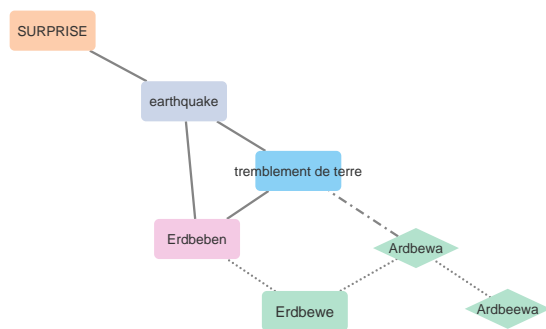 SURPRISE
earthquake
tremblement de terre
Erdbeben
Ardbewa
Erdbewe
Ardbeewa